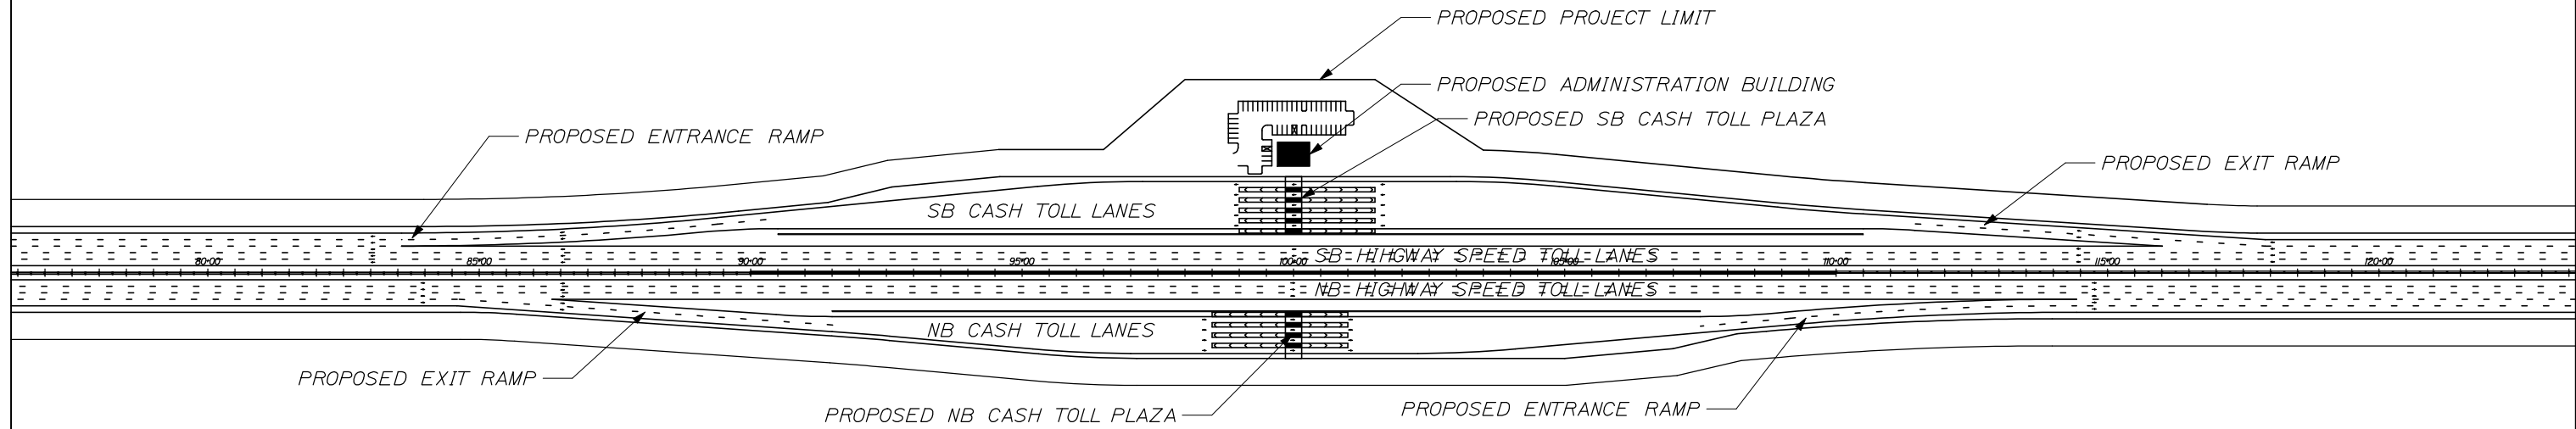 PROPOSED PROJECT LIMIT
PROPOSED ADMINISTRATION BUILDING
PROPOSED SB CASH TOLL PLAZA
PROPOSED ENTRANCE RAMP
PROPOSED EXIT RAMP
SB CASH TOLL LANES
SB HIHGWAY SPEED TOLL LANES
80+00 85+00 90+00 95+00 100+00 105+00 110+00 115+00 120+00
NB HIGHWAY SPEED TOLL LANES
NB CASH TOLL LANES
PROPOSED EXIT RAMP
PROPOSED NB CASH TOLL PLAZA
PROPOSED ENTRANCE RAMP